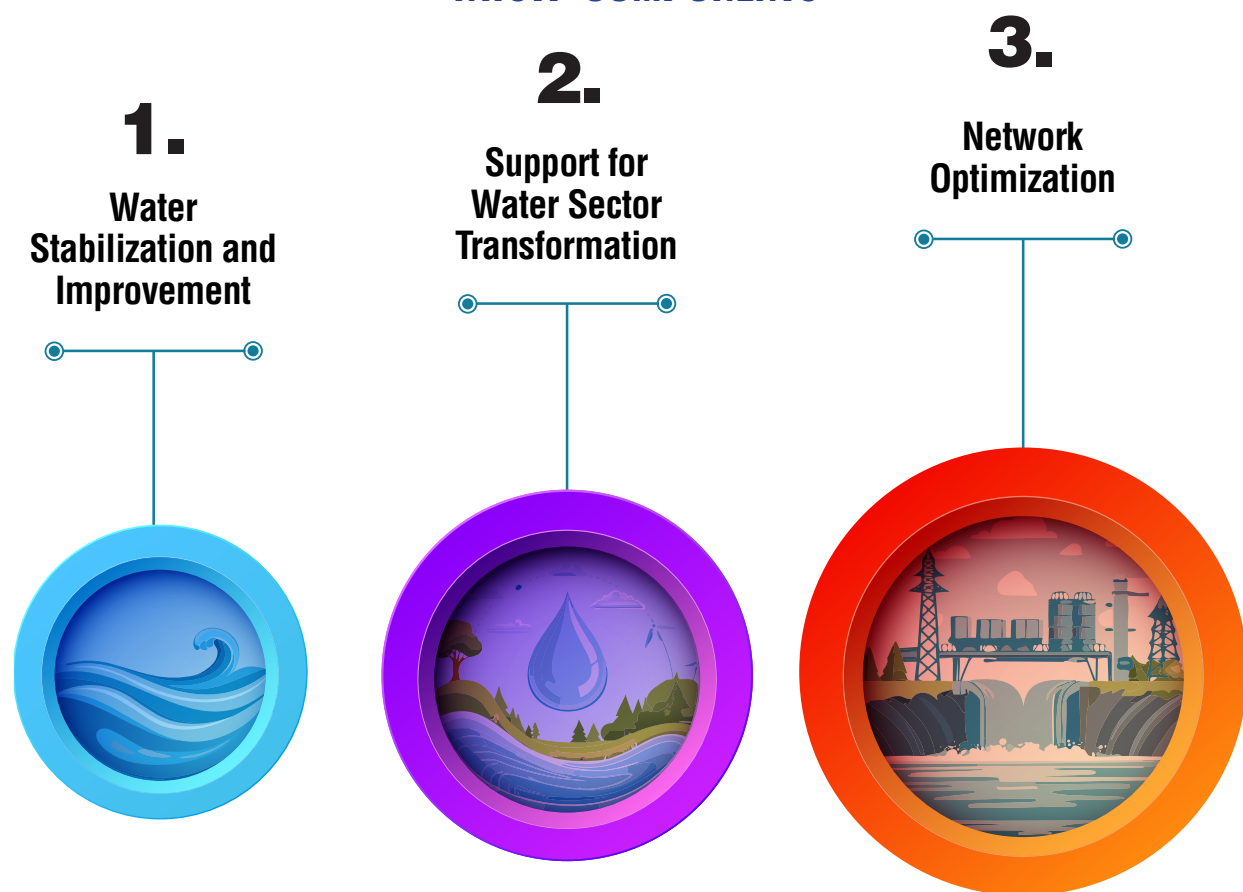 1.
Water
Stabilization and
Improvement
2.
Support for
Water Sector
Transformation
3.
Network
Optimization